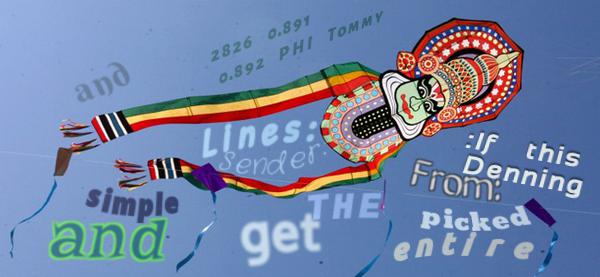 2826 0.891
0.892 PHI Tommy
and
Lines:
Sender:
:If this
Denning
From:
simple
and
get
THE
picked
entire